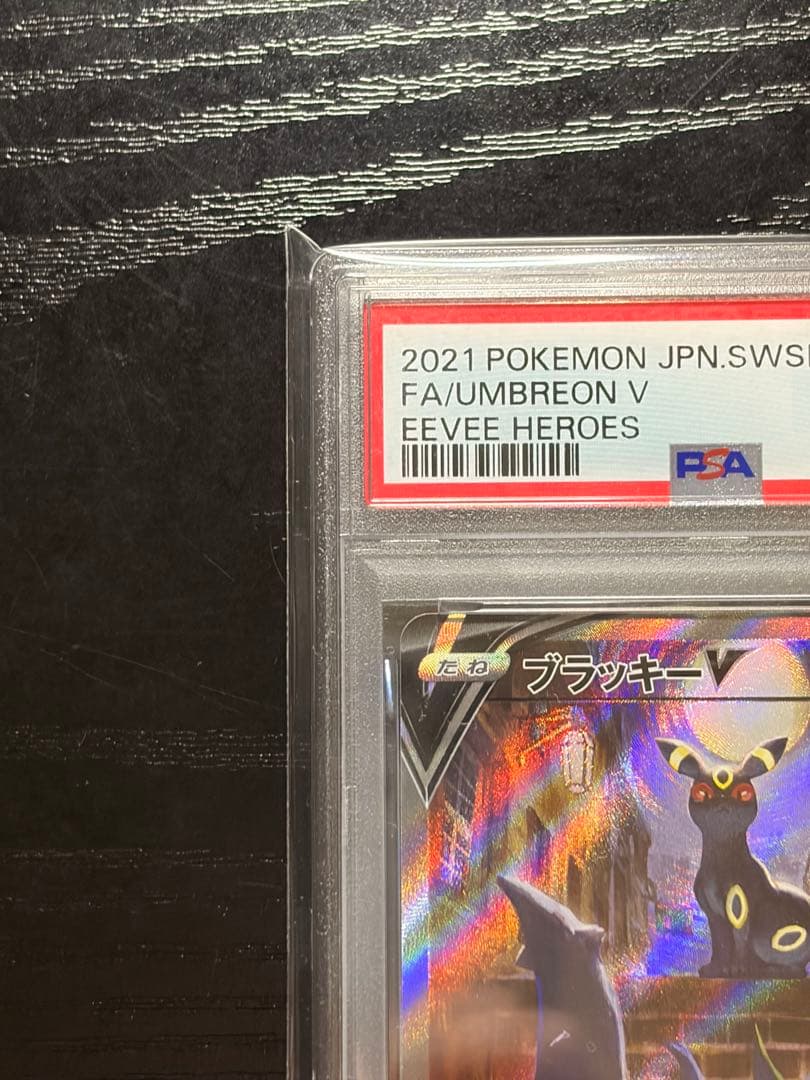 2021 POKEMON JPN.SWSH
FA/UMBREON V
EEVEE HEROES
PSA
たね ブラッキーV